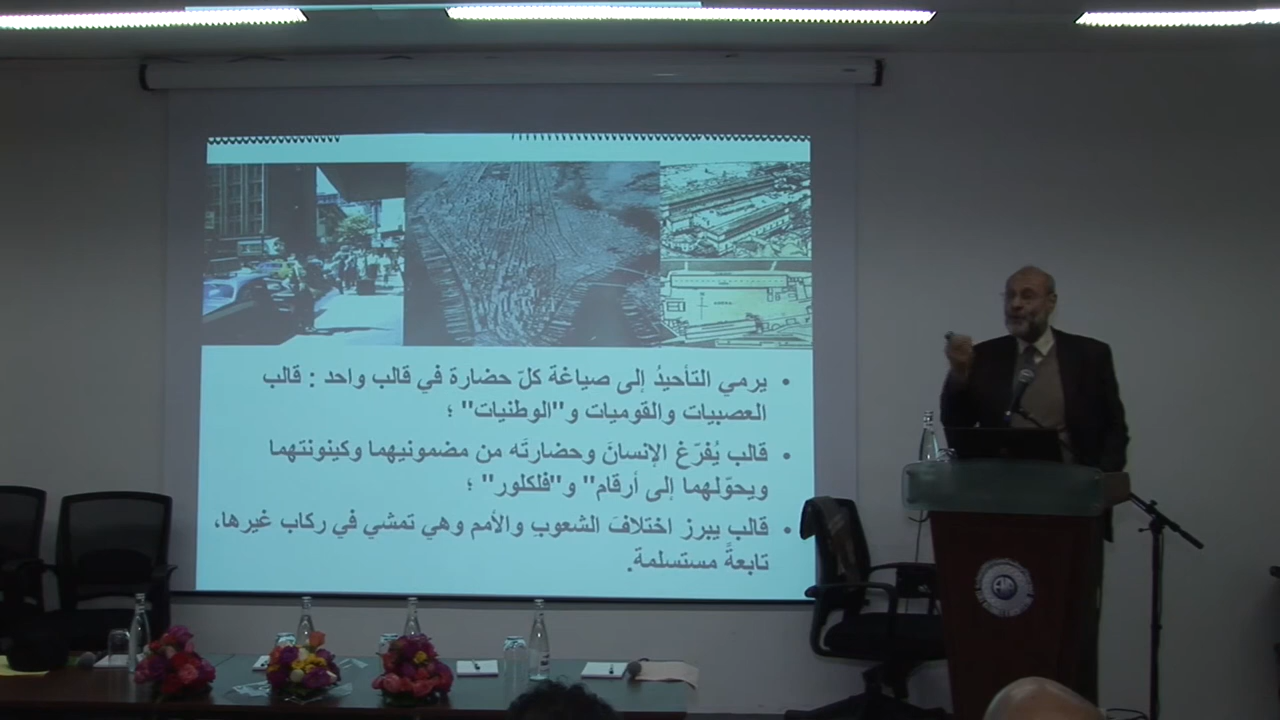 • يرمي التأحيدُ إلى صياغة كلّ حضارة في قالب واحد : قالب
العصبيات والقوميات و"الوطنيات" ؛
• قالب يُفرّغ الإنسانَ وحضارتَه من مضمونيهما وكينونتهما
ويحوّلهما إلى أرقام" و"فلكلور" ؛
• قالب يبرز اختلافَ الشعوب والأمم وهي تمشي في ركاب غيرها،
تابعةً مستسلمة.